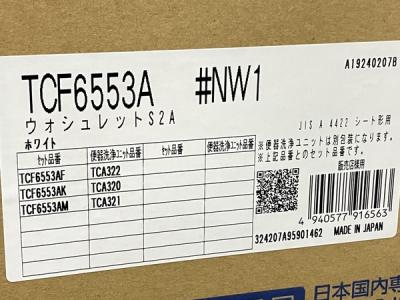 A19240207B
TCF6553A #NW1
ウォシュレットS2A
ホワイト
JIS A 4422 シート形用
※便器洗浄ユニットは別包装になります。
※上記品番とのセット品番です。
販売店様用
セット品番 便器洗浄ユニット品番 セット品番 便器洗浄ユニット品番
TCF6553AF TCA322
TCF6553AK TCA320
TCF6553AM TCA321
4 940577 916563
324207A95901462 MADE IN JAPAN
日本国内専